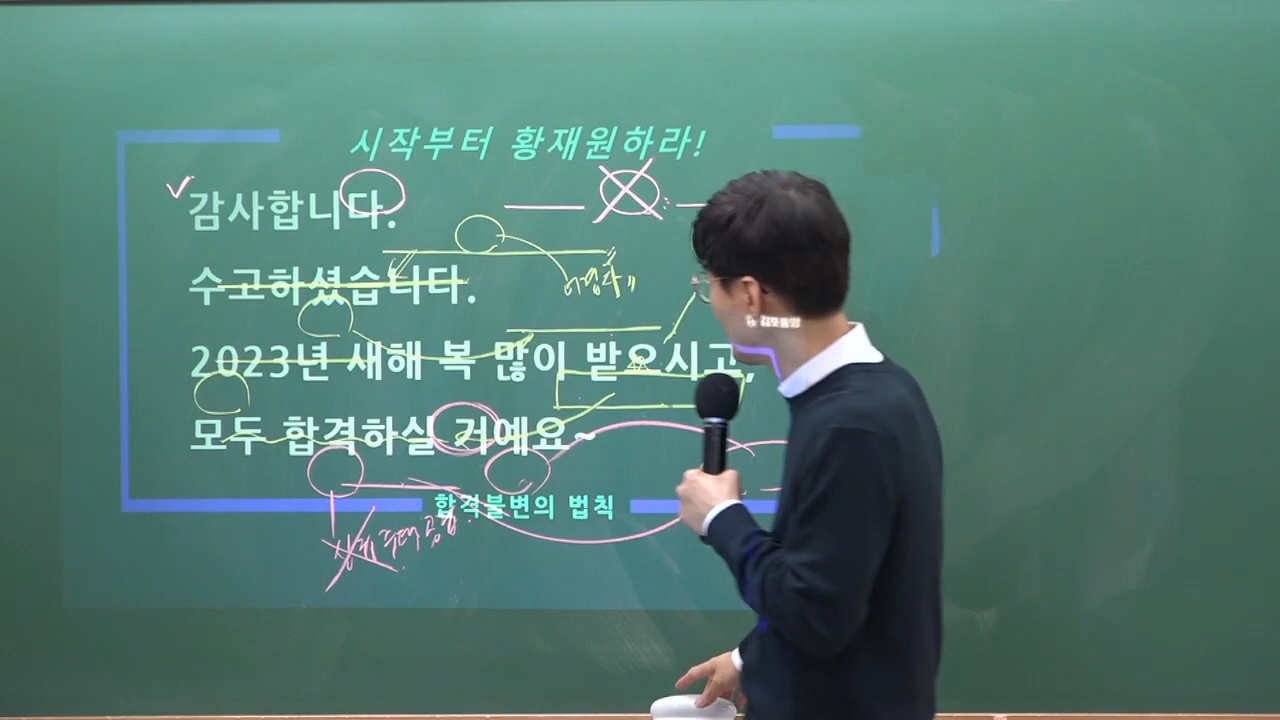 시작부터 황재원하라!
감사합니다.
수고하셨습니다.
2023년 새해 복 많이 받으시고,
모두 합격하실 거예요~
합격불변의 법칙